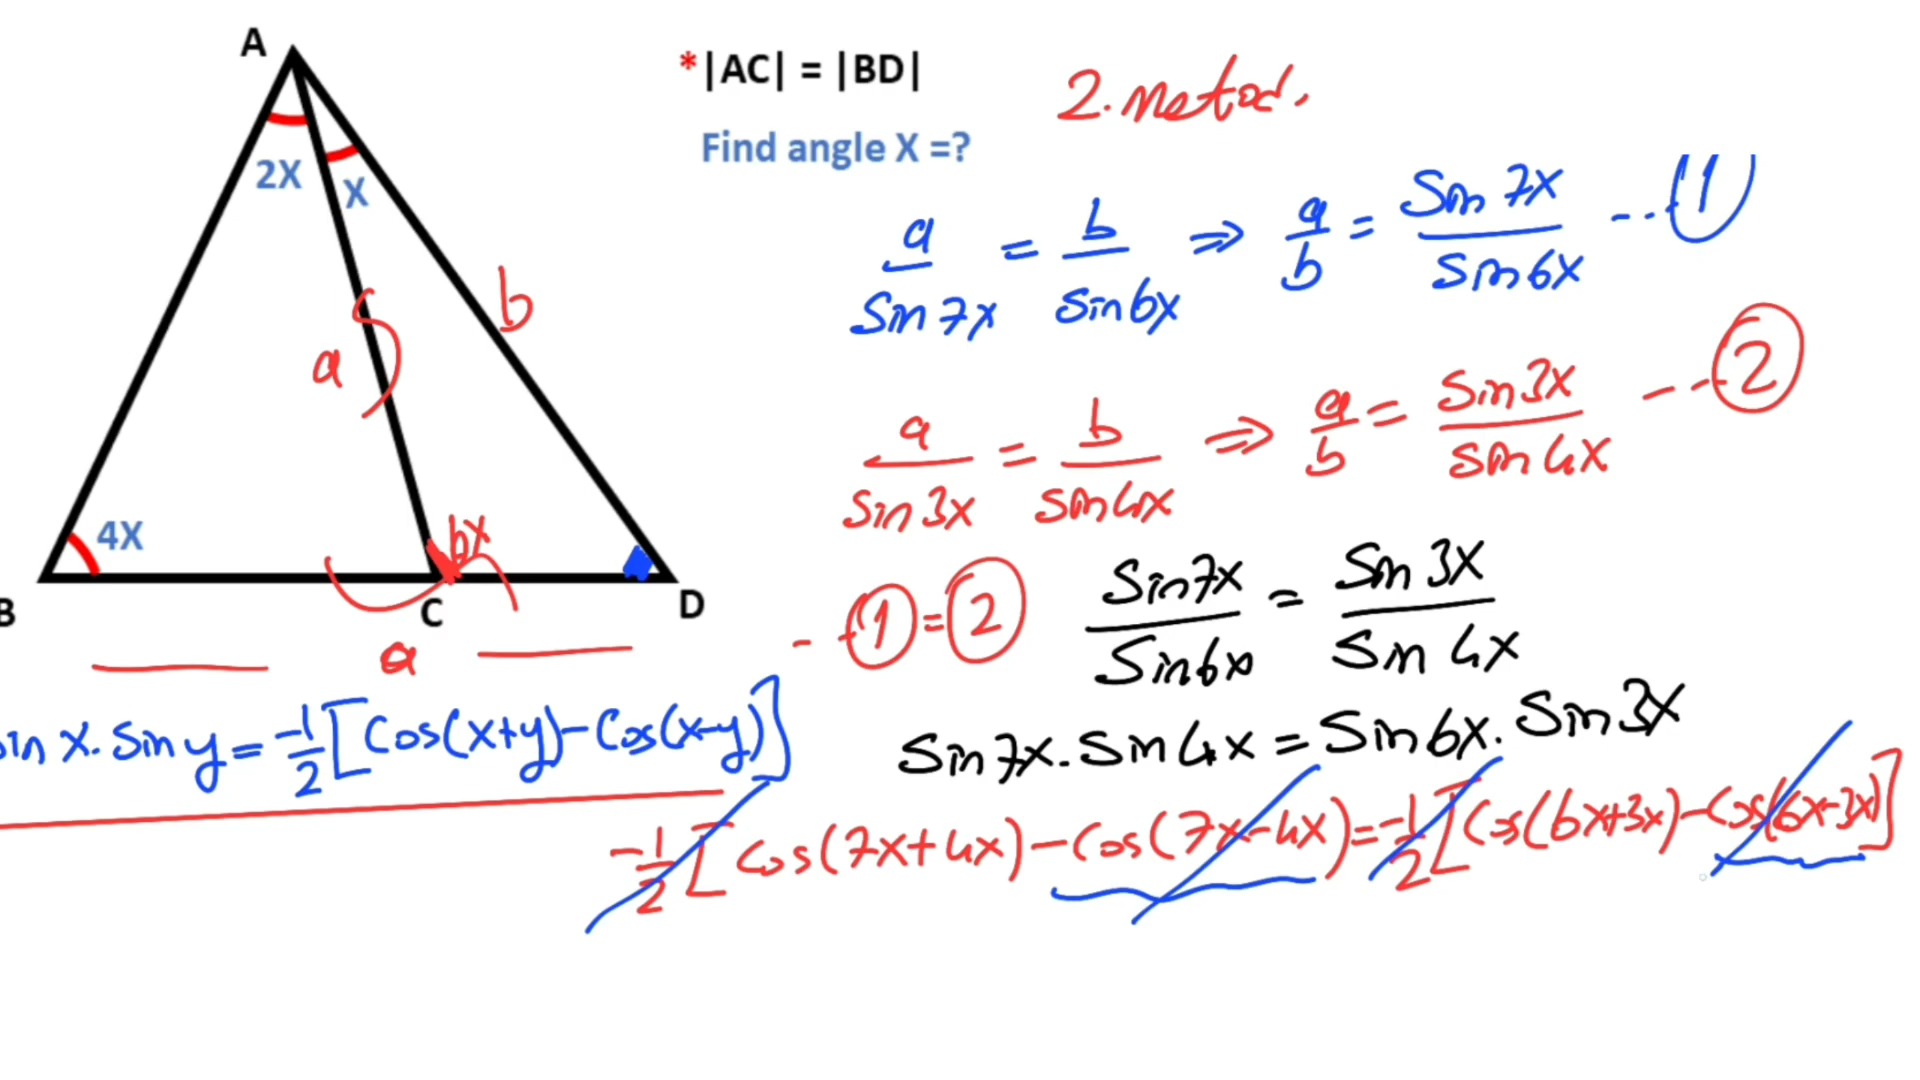 A
*|AC| = |BD|
2. Metod.
Find angle X =?
2X
X
a/Sin 7x = b/Sin 6x ⇒ a/b = Sin 7x/Sin 6x ---①
b
a
a/Sin 3x = b/Sin 4x ⇒ a/b = Sin 3x/Sin 4x ---②
4X
6x
B
C
D
a
- ①=② Sin 7x/Sin 6x = Sin 3x/Sin 4x
Sin x. Sin y = -1/2[Cos(x+y)-Cos(x-y)]
Sin 7x. Sin 4x = Sin 6x. Sin 3x
-1/2[Cos(7x+4x)-Cos(7x-4x)=-1/2[Cos(6x+3x)-Cos(6x-3x)]